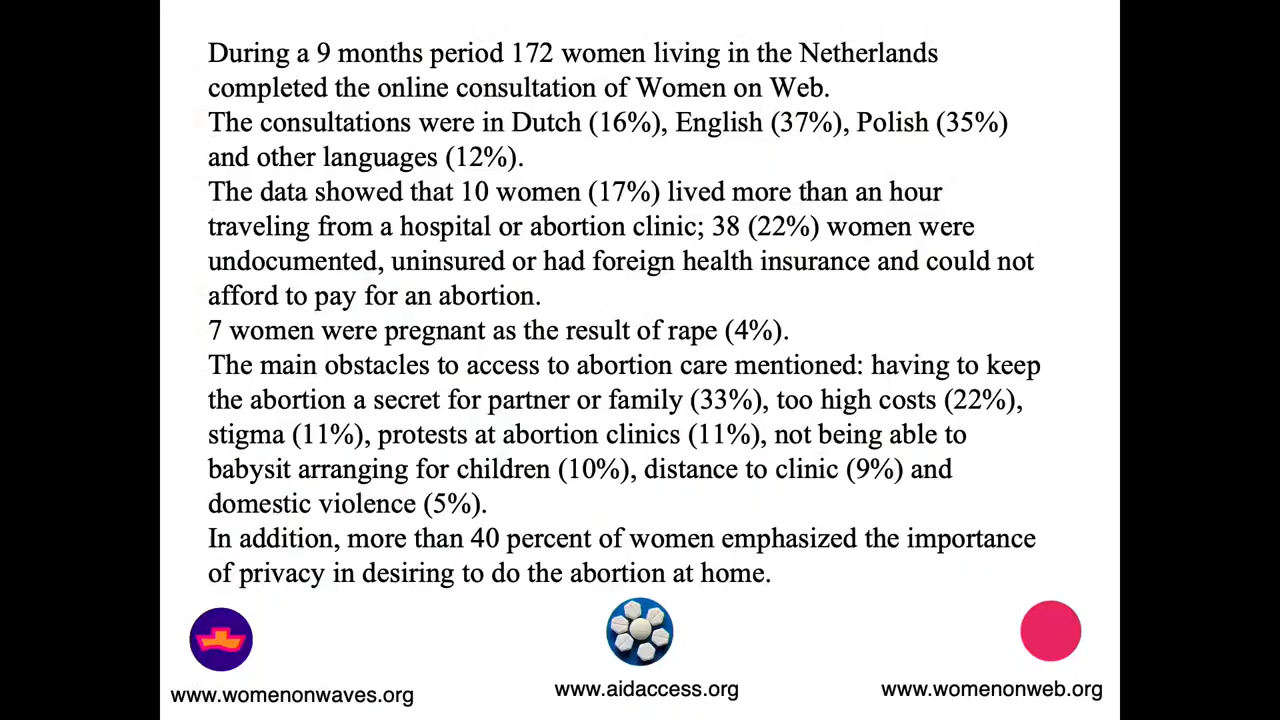 During a 9 months period 172 women living in the Netherlands
completed the online consultation of Women on Web.
The consultations were in Dutch (16%), English (37%), Polish (35%)
and other languages (12%).
The data showed that 10 women (17%) lived more than an hour
traveling from a hospital or abortion clinic; 38 (22%) women were
undocumented, uninsured or had foreign health insurance and could not
afford to pay for an abortion.
7 women were pregnant as the result of rape (4%).
The main obstacles to access to abortion care mentioned: having to keep
the abortion a secret for partner or family (33%), too high costs (22%),
stigma (11%), protests at abortion clinics (11%), not being able to
babysit arranging for children (10%), distance to clinic (9%) and
domestic violence (5%).
In addition, more than 40 percent of women emphasized the importance
of privacy in desiring to do the abortion at home.
www.womenonwaves.org
www.aidaccess.org
www.womenonweb.org